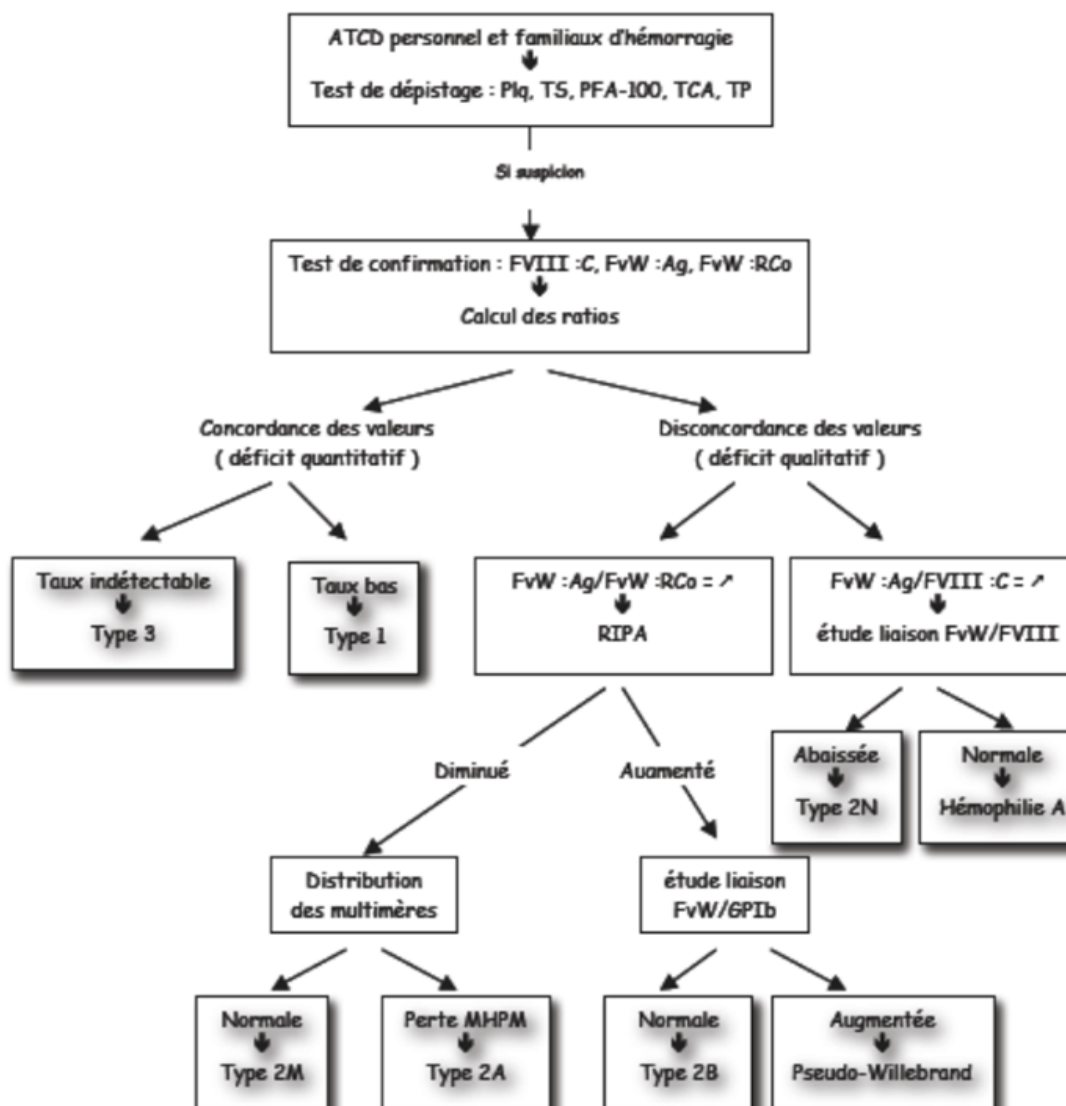 ATCD personnel et familiaux d'hémorragie
Test de dépistage : Plq, TS, PFA-100, TCA, TP
Si suspicion
Test de confirmation : FVIII :C, FvW :Ag, FvW :RCo
Calcul des ratios
Concordance des valeurs
( déficit quantitatif )
Disconcordance des valeurs
( déficit qualitatif )
Taux indétectable
Type 3
Taux bas
Type 1
FvW :Ag/FvW :RCo = ↗
RIPA
FvW :Ag/FVIII :C = ↗
étude liaison FvW/FVIII
Abaissée
Type 2N
Normale
Hémophilie A
Diminué
Auamenté
Distribution
des multimères
étude liaison
FvW/GPIb
Normale
Type 2M
Perte MHPM
Type 2A
Normale
Type 2B
Augmentée
Pseudo-Willebrand